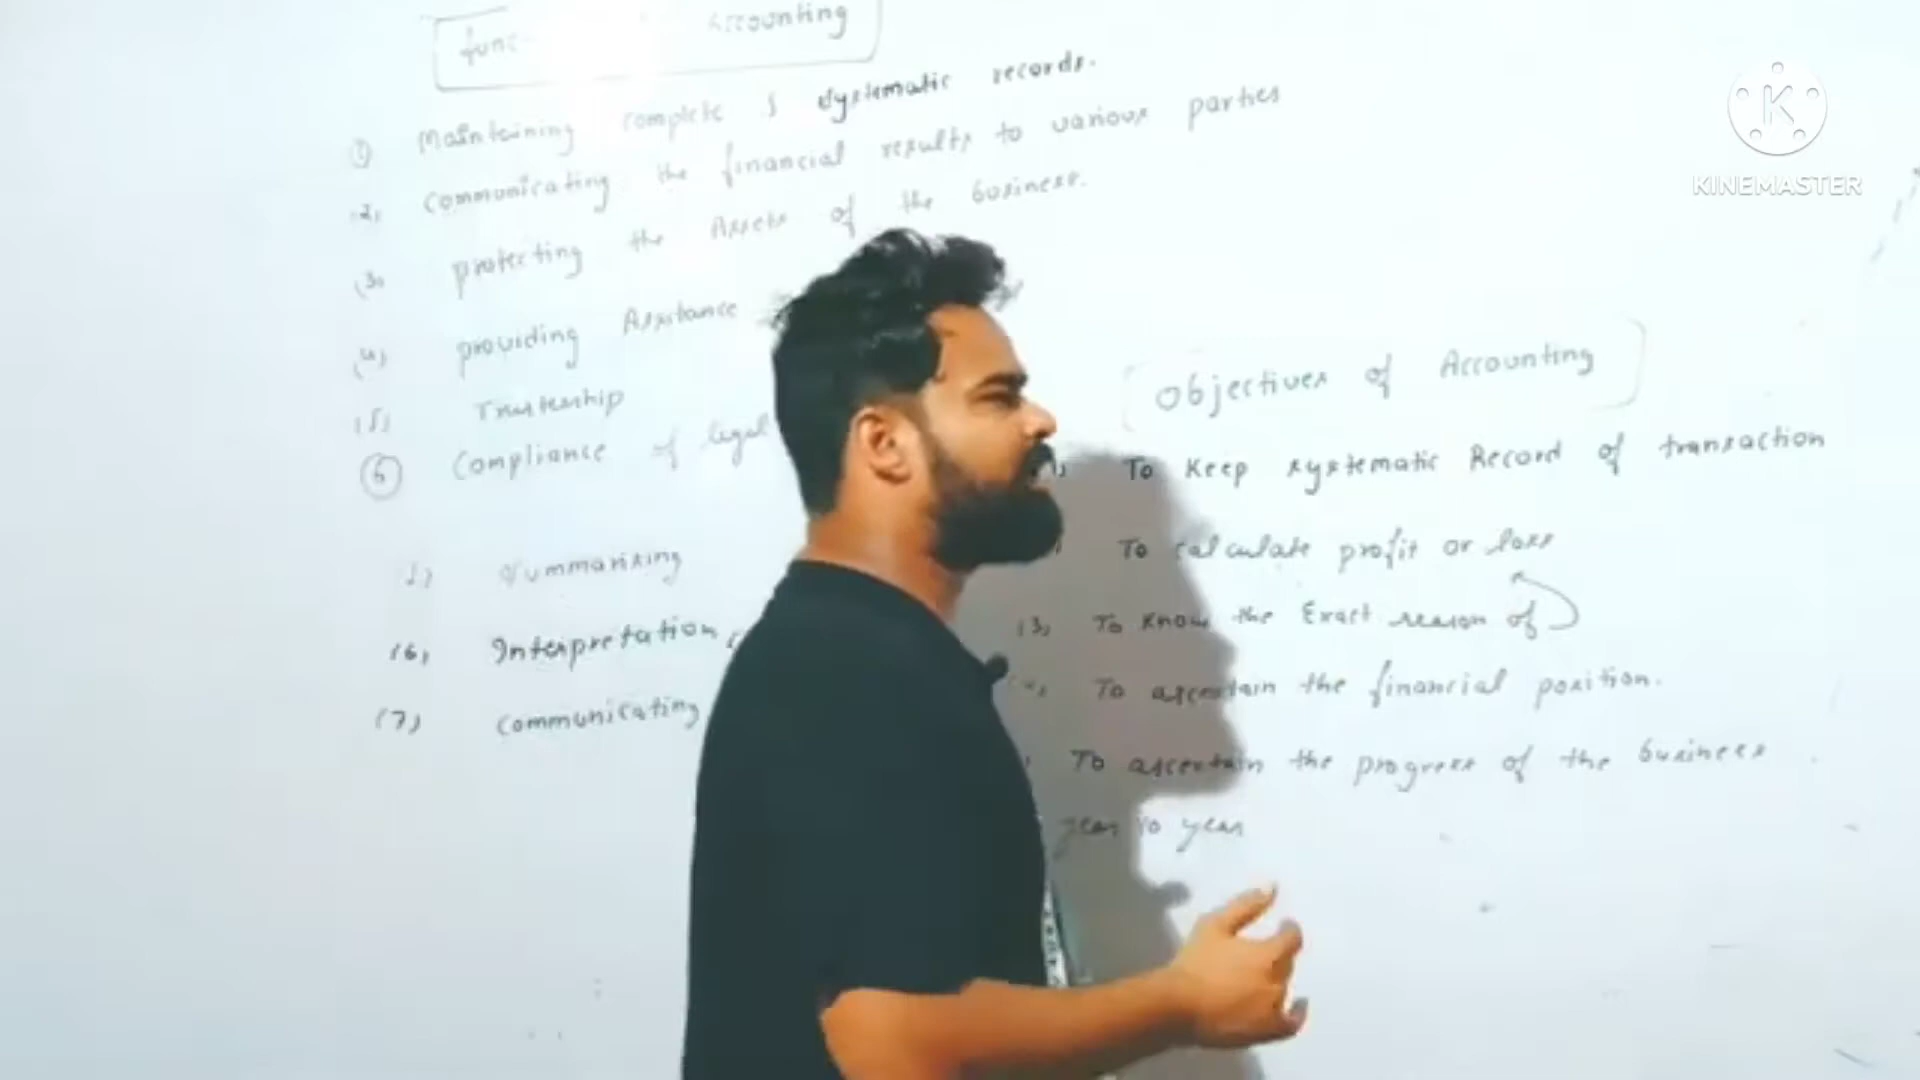 Accounting
① Maintaining complete & systematic records.
(2) Communicating the financial results to various parties
(3) protecting the Assets of the business.
(4) providing Assistance
(5) Trusteeship
⑥ Compliance of legal
Summarising
(6) Interpretation
(7) Communicating
Objectives of Accounting
To Keep systematic Record of transaction
To calculate profit or loss
(3) To Know the Exact reason of
To ascertain the financial position.
To ascertain the progress of the business
year to year
KINEMASTER